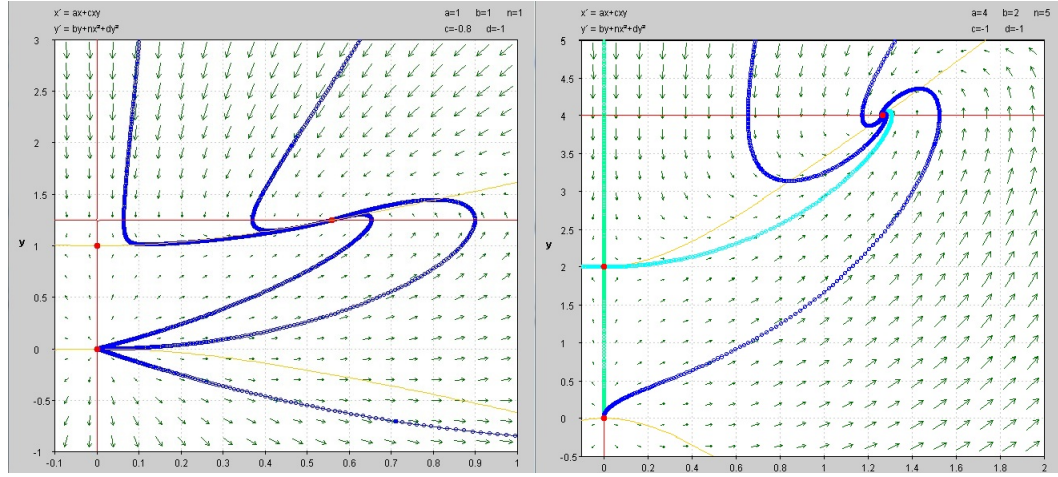 x' = ax+cxy
a=1 b=1 n=1
y' = by+nx²+dy²
c=-0.8 d=-1
3
2.5
2
1.5
y
1
0.5
0
-0.5
-1
-0.1 0 0.1 0.2 0.3 0.4 0.5 0.6 0.7 0.8 0.9 1
x' = ax+cxy
a=4 b=2 n=5
y' = by+nx²+dy²
c=-1 d=-1
5
4.5
4
3.5
3
2.5
y
2
1.5
1
0.5
0
-0.5
0 0.2 0.4 0.6 0.8 1 1.2 1.4 1.6 1.8 2